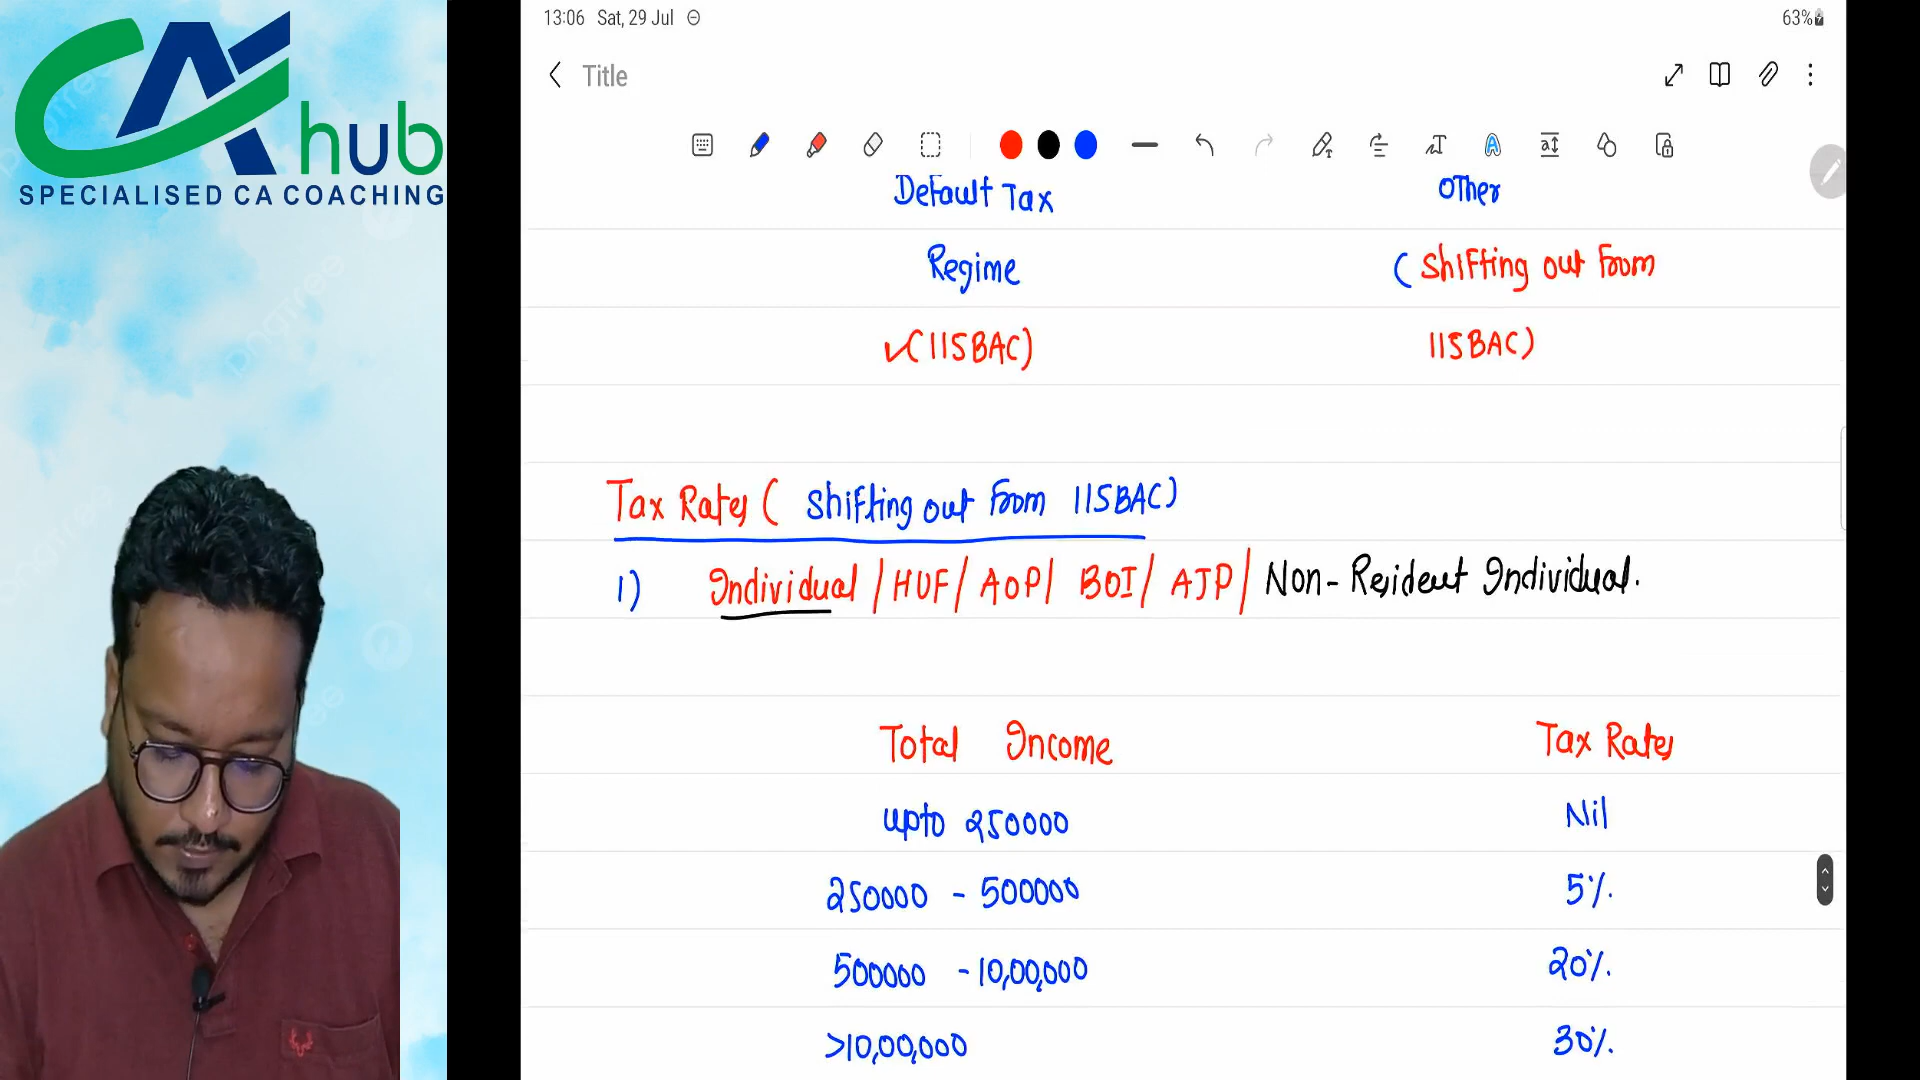 CA hub
SPECIALISED CA COACHING
13:06 Sat, 29 Jul
63%
Title
Default Tax
Other
Regime
( Shifting out from
✓(115BAC)
115BAC)
Tax Rates ( Shifting out from 115BAC)
1) Individual / HUF / AOP / BOI / AJP / Non-Resident Individual.
Total Income
Tax Rates
upto 250000
Nil
250000 - 500000
5%.
500000 - 10,00,000
20%.
>10,00,000
30%.